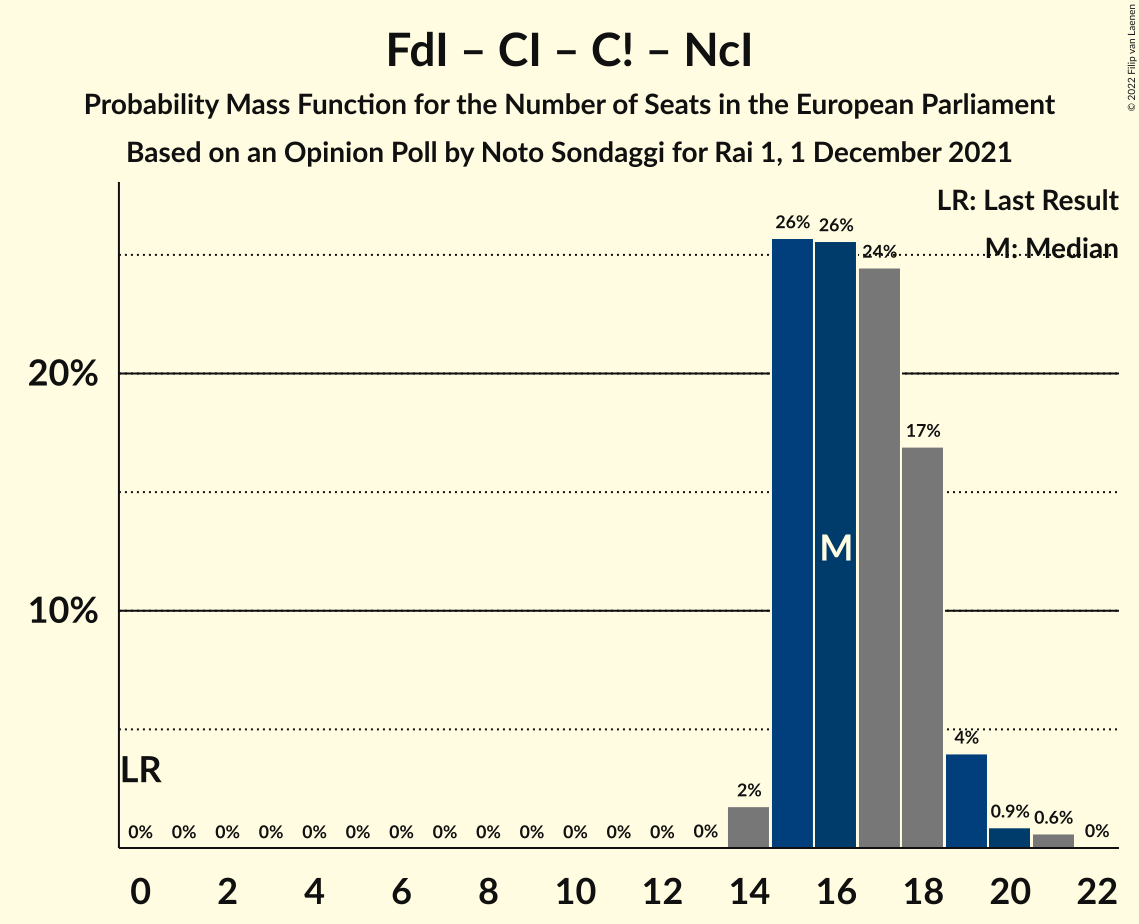 FdI – CI – C! – NcI
Probability Mass Function for the Number of Seats in the European Parliament
Based on an Opinion Poll by Noto Sondaggi for Rai 1, 1 December 2021
© 2022 Filip van Laenen
LR: Last Result
M: Median
26% 26% 24% 17% 4% 0.9% 0.6% 0%
20%
10%
M
LR
0% 0% 0% 0% 0% 0% 0% 0% 0% 0% 0% 0% 0% 0% 2%
0 2 4 6 8 10 12 14 16 18 20 22